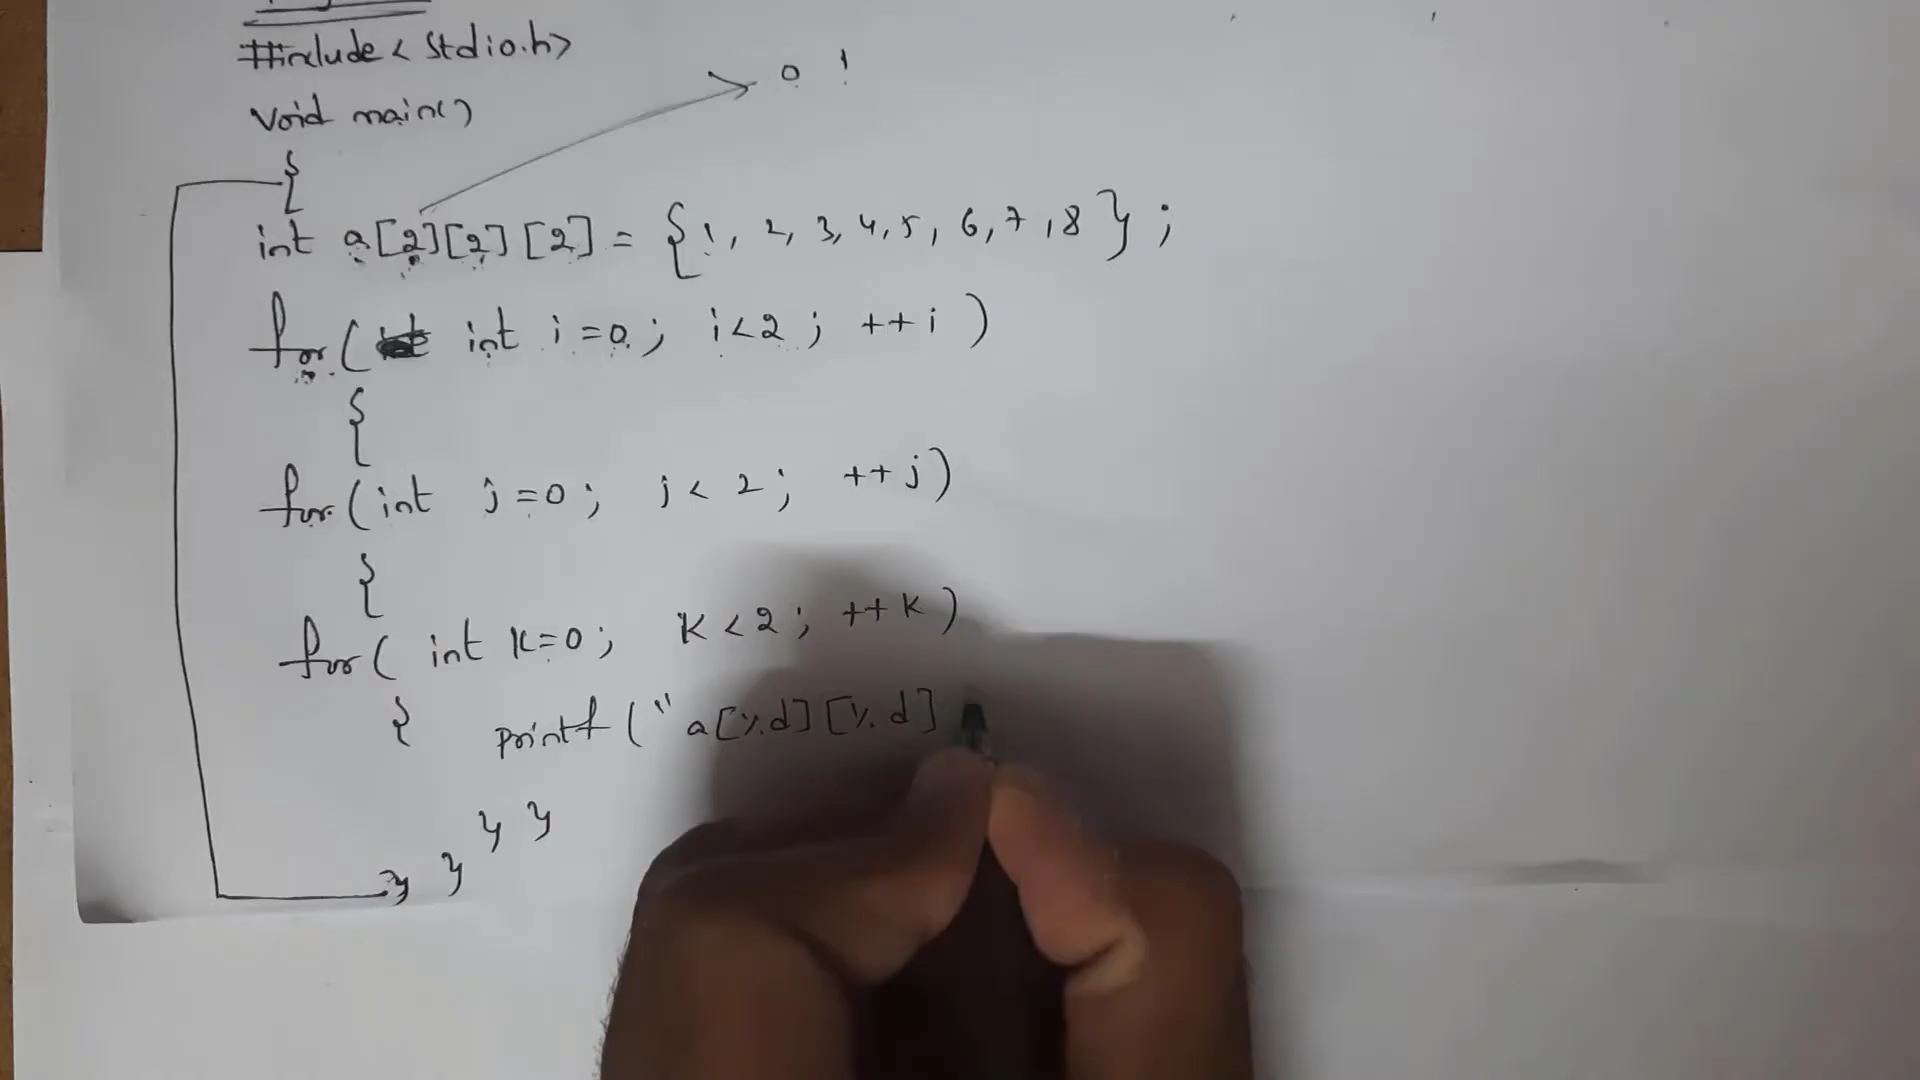 #include < stdio.h>
0 1
void main()
{
int a[2][2][2] = {1, 2, 3, 4, 5, 6, 7, 8 } ;
for( int i=0 ; i<2 ; ++i )
{
for( int j=0 ; j< 2 ; ++j)
{
for( int k=0 ; k<2 ; ++k )
{ printf ( " a[%d][%d]
} }
}
}